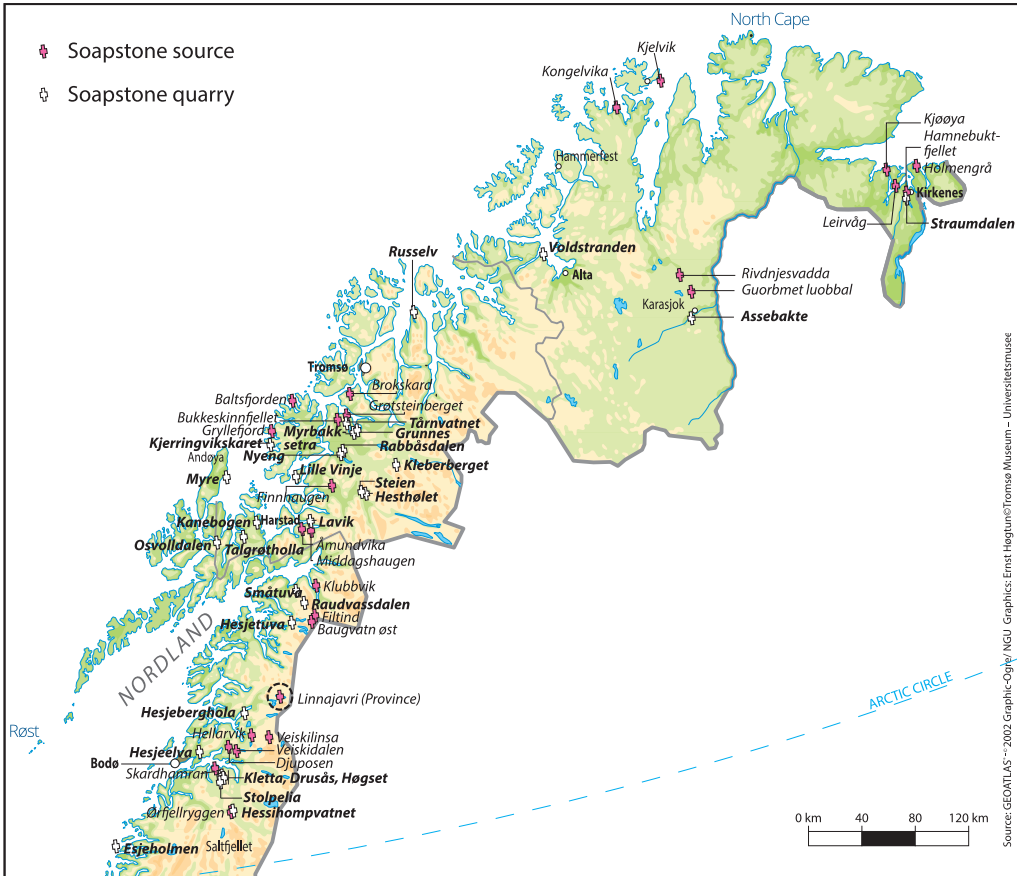 North Cape
Soapstone source
Kjelvik
Kongelvika
Soapstone quarry
Kjøøya
Hamnebukt-
fjellet
Hammerfest
Holmengrå
Kirkenes
Leirvåg
Straumdalen
Voldstranden
Russelv
Alta
Rivdnjesvadda
Guorbmet luobbal
Karasjok
Assebakte
Tromsø
Brokskard
Baltsfjorden
Grøtsteinberget
Bukkeskinnfjellet
Tårnvatnet
Gryllefjord
Myrbakk-
setra
Grunnes
Kjerringvikskaret
Rabbåsdalen
Nyeng
Andøya
Kleberberget
Lille Vinje
Myre
Steien
Finnhaugen
Hesthølet
Kanebogen
Harstad
Lavik
Osvolldalen
Talgrøtholla
Amundvika
Middagshaugen
Klubbvik
Småtuva
Raudvassdalen
Filtind
Hesjetuva
Baugvatn øst
NORDLAND
Linnajavri (Province)
ARCTIC CIRCLE
Hesjeberghola
Røst
Hellarvik
Veiskilinsa
Hesjeelva
Veiskidalen
Bodø
Djuposen
Skardhamran
Kletta, Drusås, Høgset
Stolpelia
Ørfjellryggen
Hessihompvatnet
0 km 40 80 120 km
Esjeholmen
Saltfjellet
Source: GEOATLAS 2002 Graphic-Ogre/ NGU Graphics: Ernst Høgtun©Tromsø Museum – Universitetsmuseet